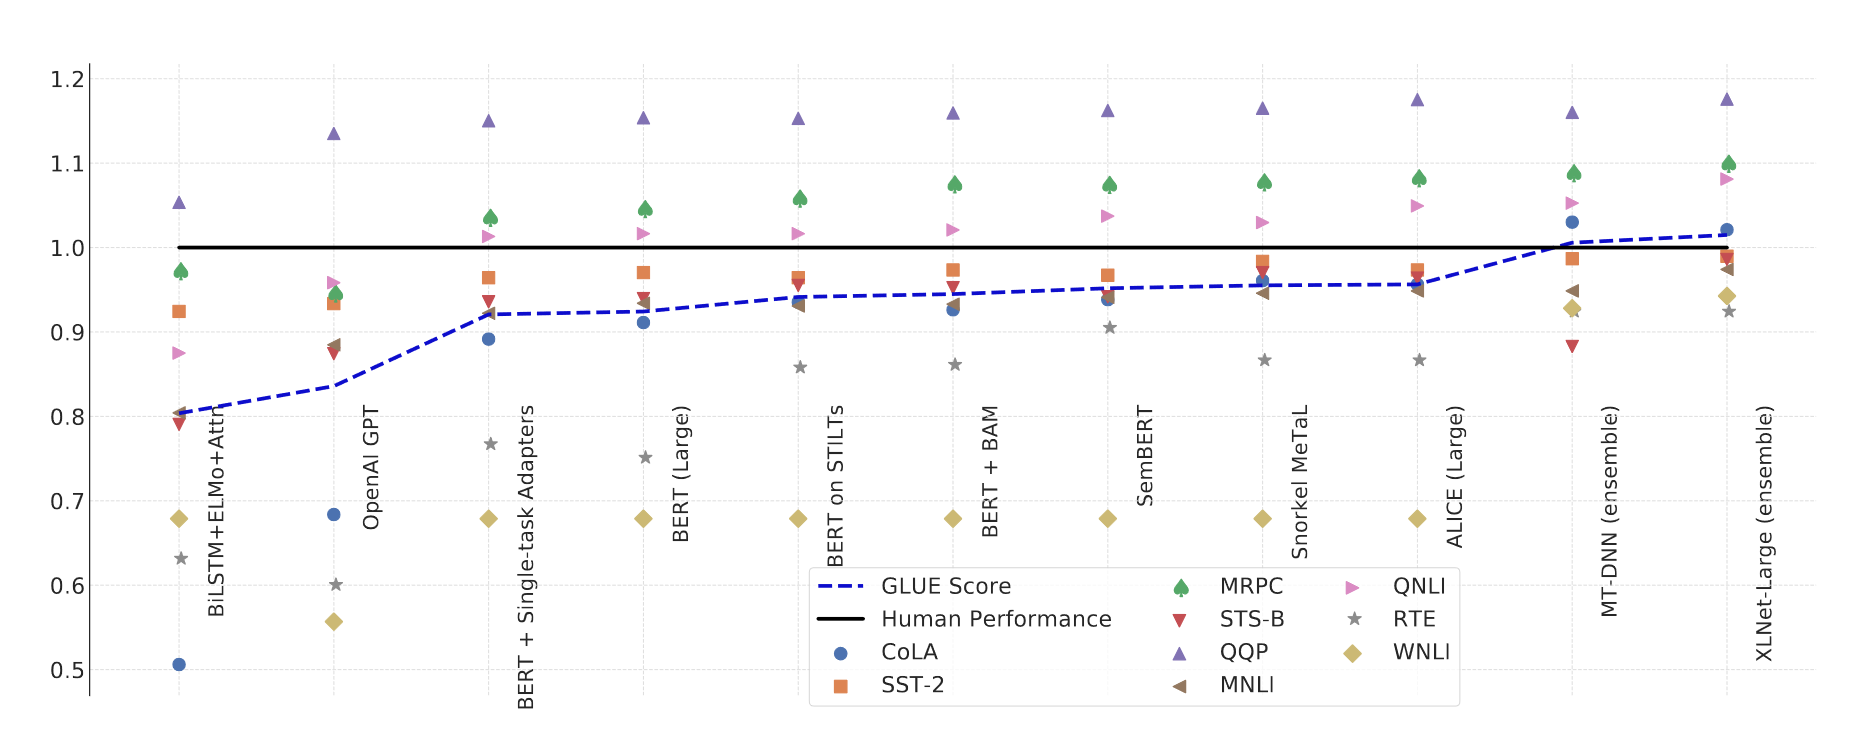 1.2
1.1
1.0
0.9
0.8
0.7
0.6
0.5
BiLSTM+ELMo+Attn
OpenAI GPT
BERT + Single-task Adapters
BERT (Large)
BERT on STILTs
BERT + BAM
SemBERT
Snorkel MeTaL
ALICE (Large)
MT-DNN (ensemble)
XLNet-Large (ensemble)
GLUE Score
Human Performance
CoLA
SST-2
MRPC
STS-B
QQP
MNLI
QNLI
RTE
WNLI